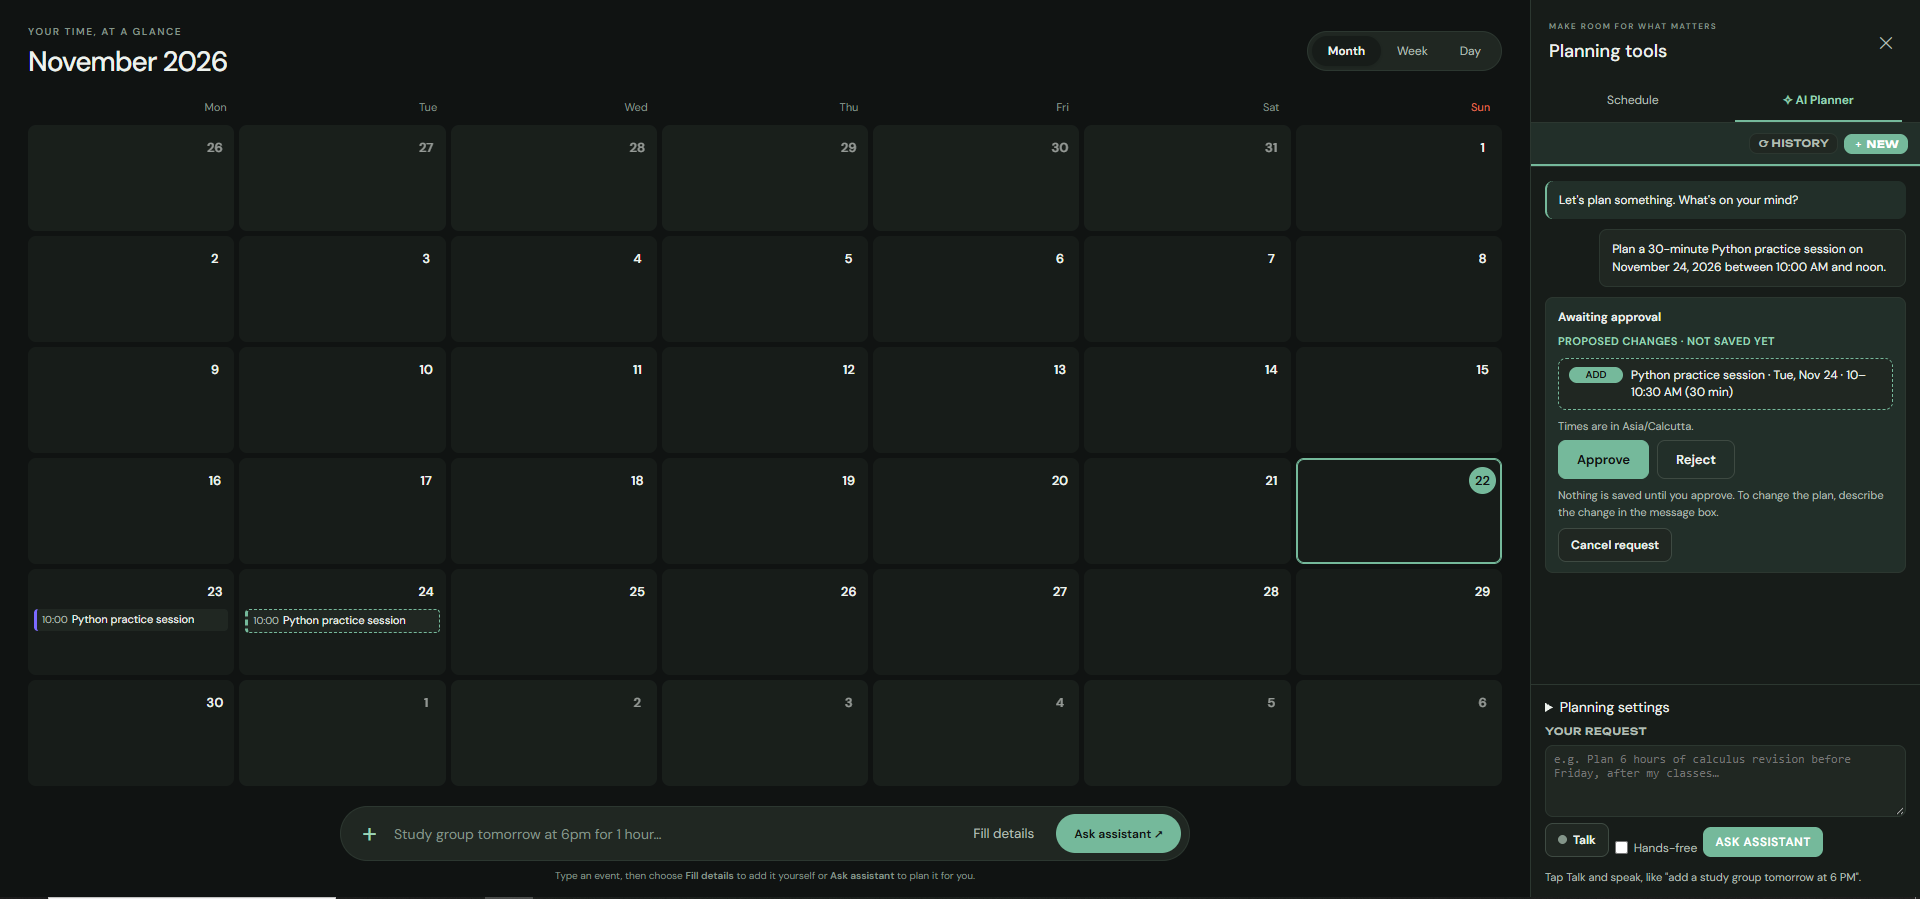 YOUR TIME, AT A GLANCE
November 2026
Month Week Day
Mon Tue Wed Thu Fri Sat Sun
26 27 28 29 30 31 1
2 3 4 5 6 7 8
9 10 11 12 13 14 15
16 17 18 19 20 21 22
23 24 25 26 27 28 29
10:00 Python practice session
10:00 Python practice session
30 1 2 3 4 5 6
+ Study group tomorrow at 6pm for 1 hour... Fill details Ask assistant ↗
Type an event, then choose Fill details to add it yourself or Ask assistant to plan it for you.
MAKE ROOM FOR WHAT MATTERS
Planning tools
Schedule AI Planner
HISTORY + NEW
Let's plan something. What's on your mind?
Plan a 30-minute Python practice session on
November 24, 2026 between 10:00 AM and noon.
Awaiting approval
PROPOSED CHANGES · NOT SAVED YET
ADD Python practice session · Tue, Nov 24 · 10–
10:30 AM (30 min)
Times are in Asia/Calcutta.
Approve Reject
Nothing is saved until you approve. To change the plan, describe
the change in the message box.
Cancel request
Planning settings
YOUR REQUEST
e.g. Plan 6 hours of calculus revision before
Friday, after my classes…
Talk Hands-free ASK ASSISTANT
Tap Talk and speak, like "add a study group tomorrow at 6 PM".